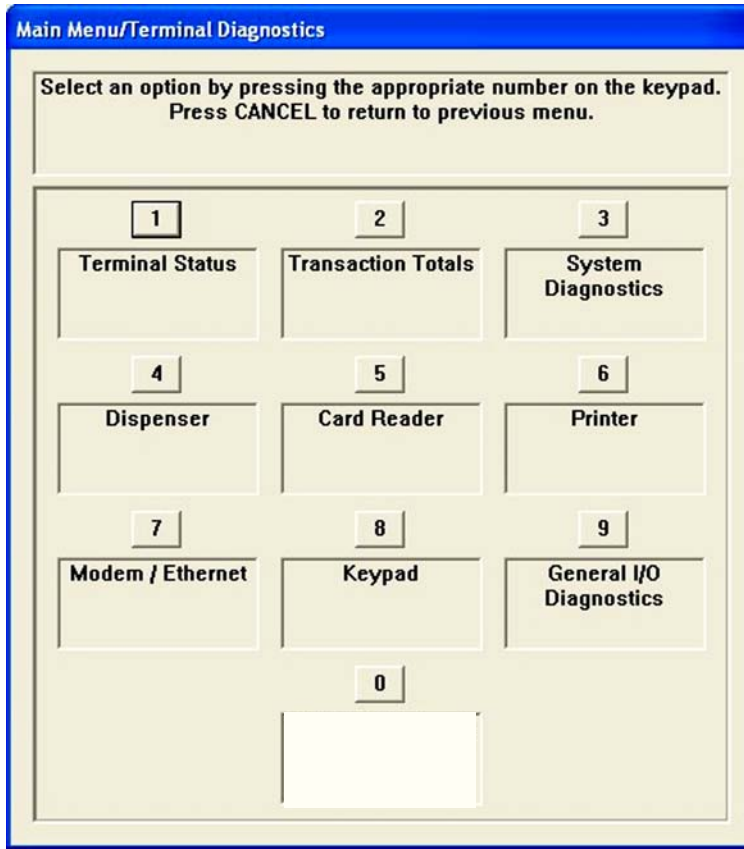 Main Menu/Terminal Diagnostics
Select an option by pressing the appropriate number on the keypad.
Press CANCEL to return to previous menu.
1
2
3
Terminal Status
Transaction Totals
System
Diagnostics
4
5
6
Dispenser
Card Reader
Printer
7
8
9
Modem / Ethernet
Keypad
General I/O
Diagnostics
0